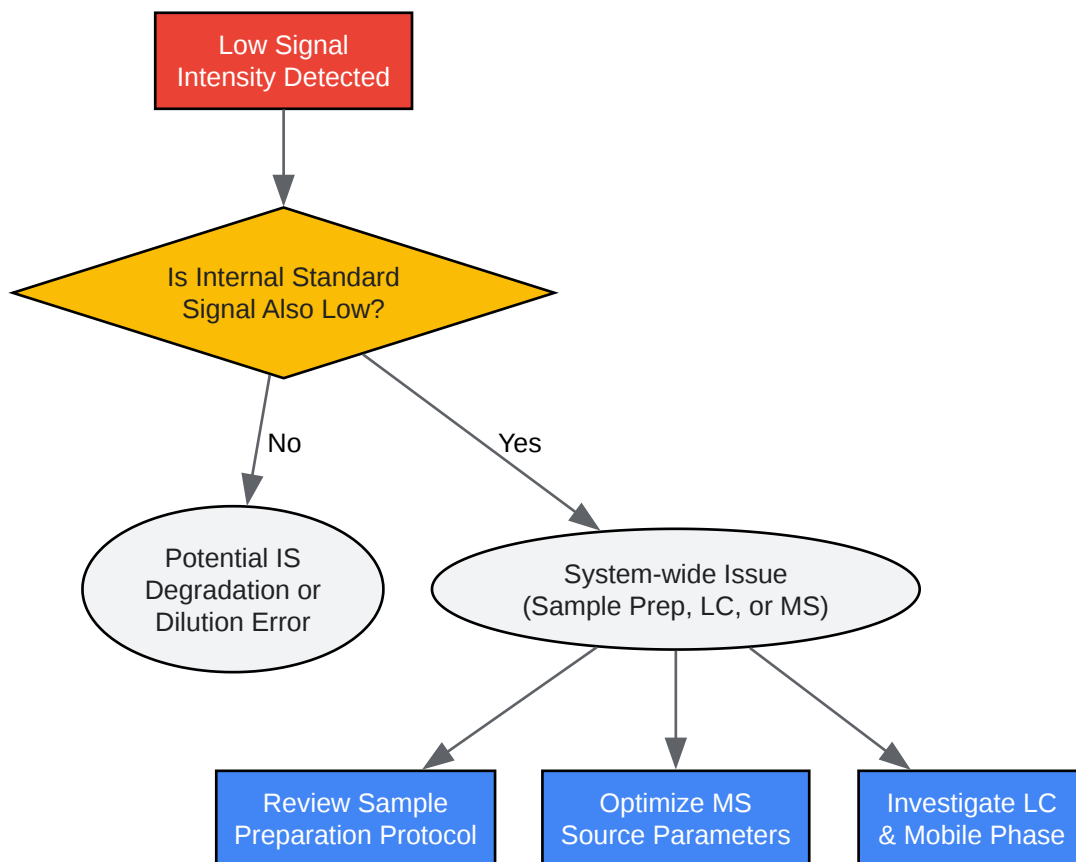 Low Signal
Intensity Detected
Is Internal Standard
Signal Also Low?
No
Yes
Potential IS
Degradation or
Dilution Error
System-wide Issue
(Sample Prep, LC, or MS)
Review Sample
Preparation Protocol
Optimize MS
Source Parameters
Investigate LC
& Mobile Phase